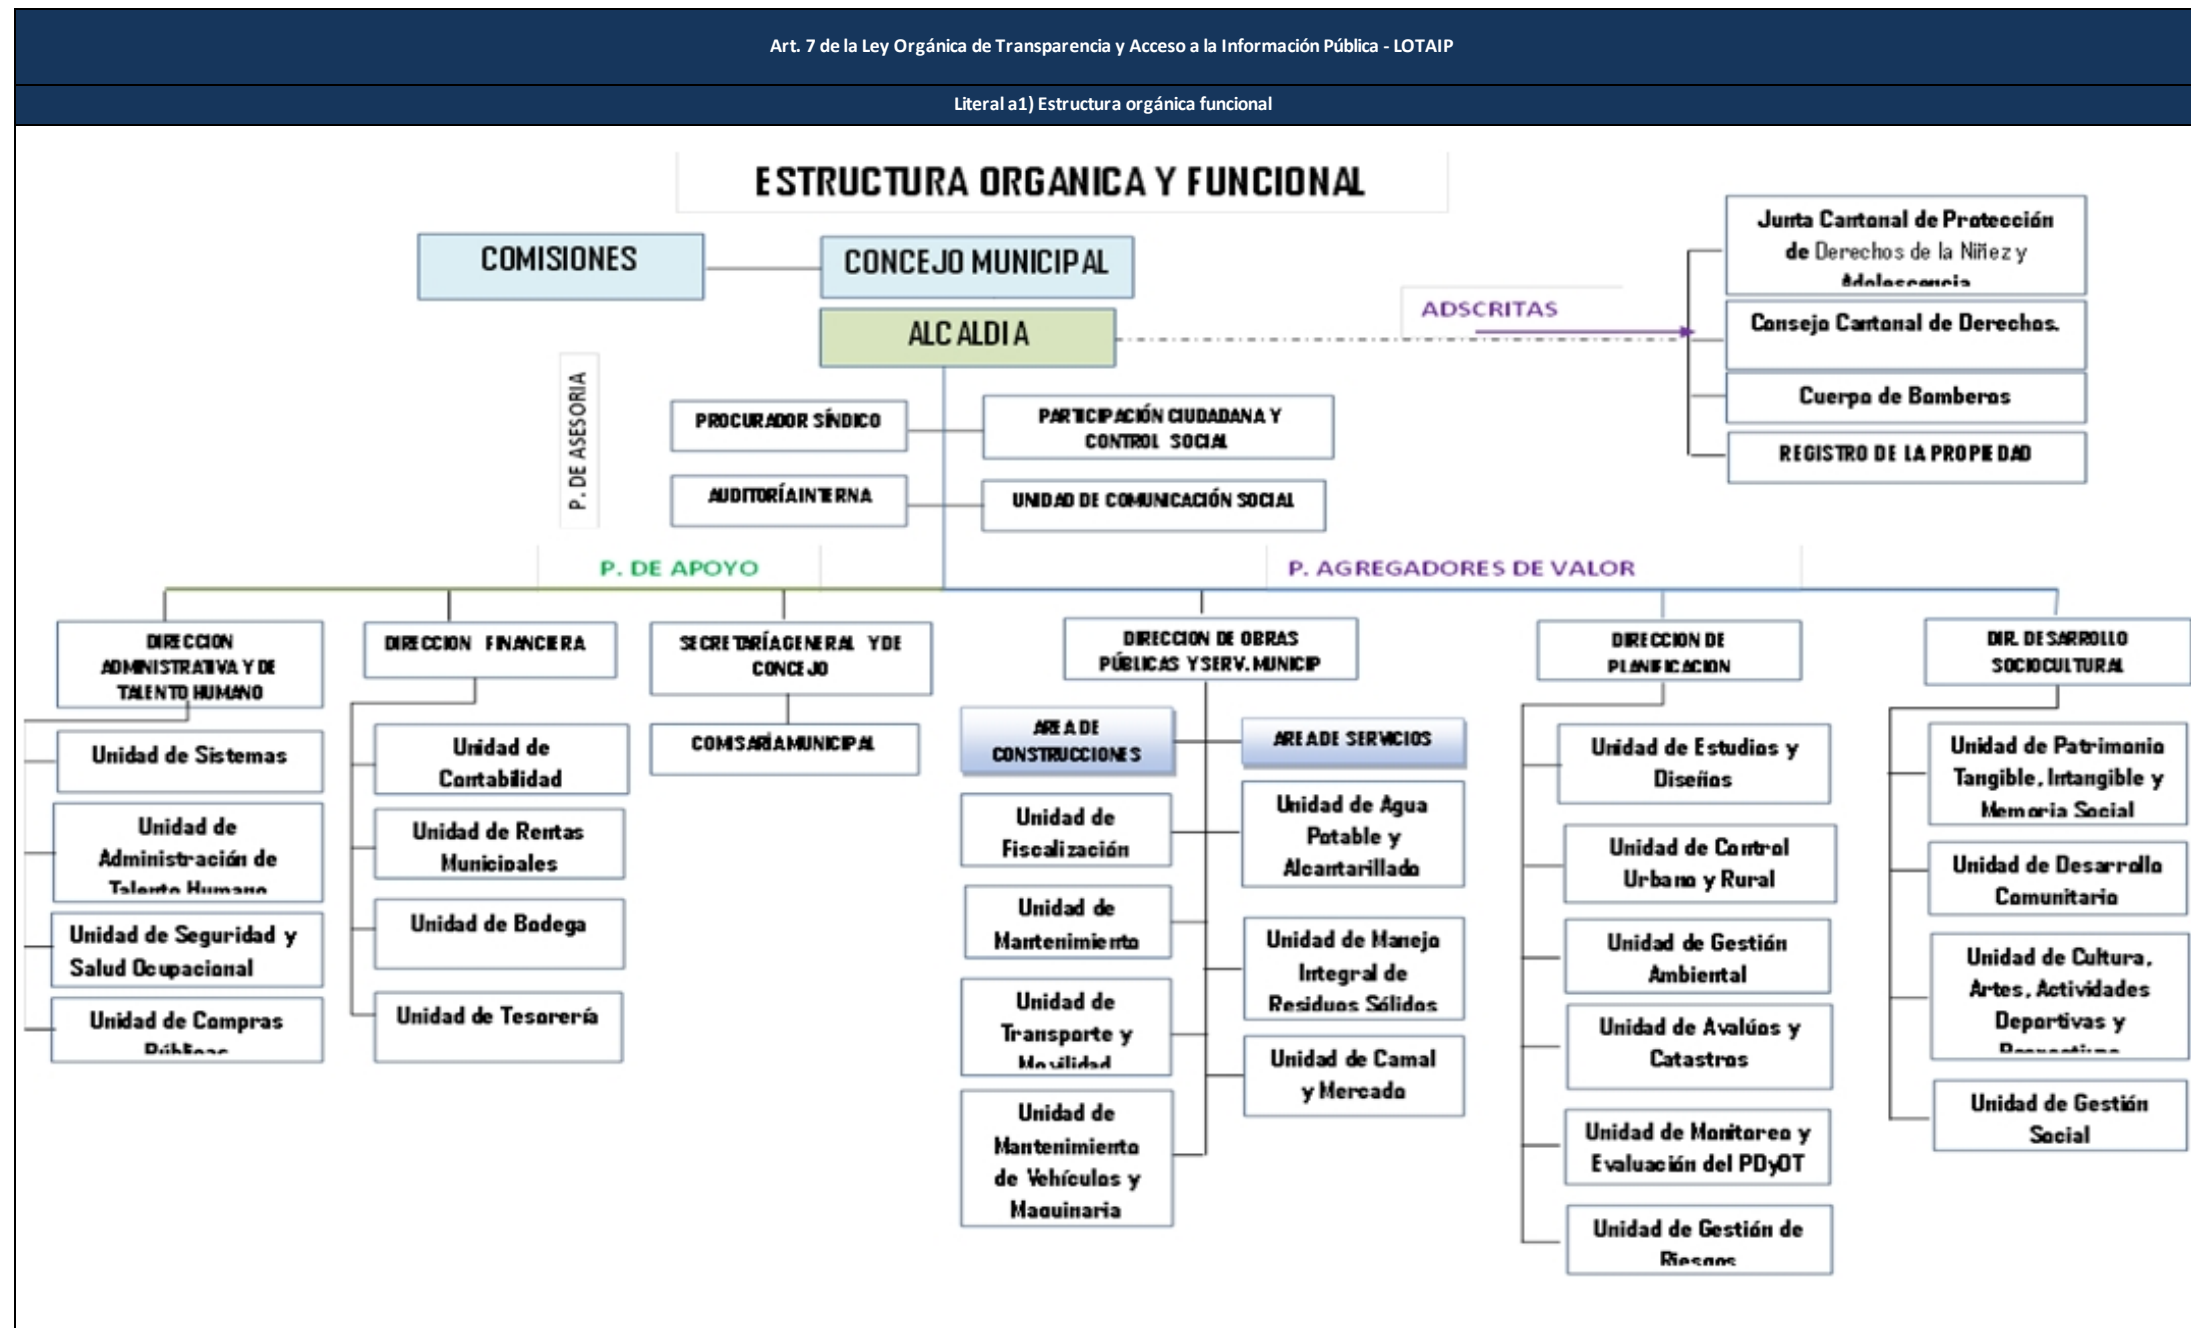 Art. 7 de la Ley Orgánica de Transparencia y Acceso a la Información Pública - LOTAIP
Literal a1) Estructura orgánica funcional
ESTRUCTURA ORGANICA Y FUNCIONAL
COMISIONES
CONCEJO MUNICIPAL
ALCALDIA
ADSCRITAS
Junta Cantonal de Protección
de Derechos de la Niñez y
Adolescencia
Consejo Cantonal de Derechos.
Cuerpo de Bomberos
REGISTRO DE LA PROPIEDAD
P. DE ASESORIA
PROCURADOR SÍNDICO
PARTICIPACIÓN CIUDADANA Y
CONTROL SOCIAL
AUDITORÍA INTERNA
UNIDAD DE COMUNICACIÓN SOCIAL
P. DE APOYO
P. AGREGADORES DE VALOR
DIRECCION
ADMINISTRATIVA Y DE
TALENTO HUMANO
Unidad de Sistemas
Unidad de
Administración de
Talento Humano
Unidad de Seguridad y
Salud Ocupacional
Unidad de Compras
Públicas
DIRECCION FINANCIERA
Unidad de
Contabilidad
Unidad de Rentas
Municipales
Unidad de Bodega
Unidad de Tesorería
SECRETARÍA GENERAL Y DE
CONCEJO
COMISARÍA MUNICIPAL
DIRECCION DE OBRAS
PÚBLICAS Y SERV. MUNICIP
AREA DE
CONSTRUCCIONES
Unidad de
Fiscalización
Unidad de
Mantenimiento
Unidad de
Transporte y
Movilidad
Unidad de
Mantenimiento
de Vehículos y
Maquinaria
AREA DE SERVICIOS
Unidad de Agua
Potable y
Alcantarillado
Unidad de Manejo
Integral de
Residuos Sólidos
Unidad de Camal
y Mercado
DIRECCION DE
PLANIFICACION
Unidad de Estudios y
Diseños
Unidad de Control
Urbano y Rural
Unidad de Gestión
Ambiental
Unidad de Avalúos y
Catastros
Unidad de Monitoreo y
Evaluación del PDyOT
Unidad de Gestión de
Riesgos
DIR. DESARROLLO
SOCIOCULTURAL
Unidad de Patrimonio
Tangible, Intangible y
Memoria Social
Unidad de Desarrollo
Comunitario
Unidad de Cultura,
Artes, Actividades
Deportivas y
Unidad de Gestión
Social